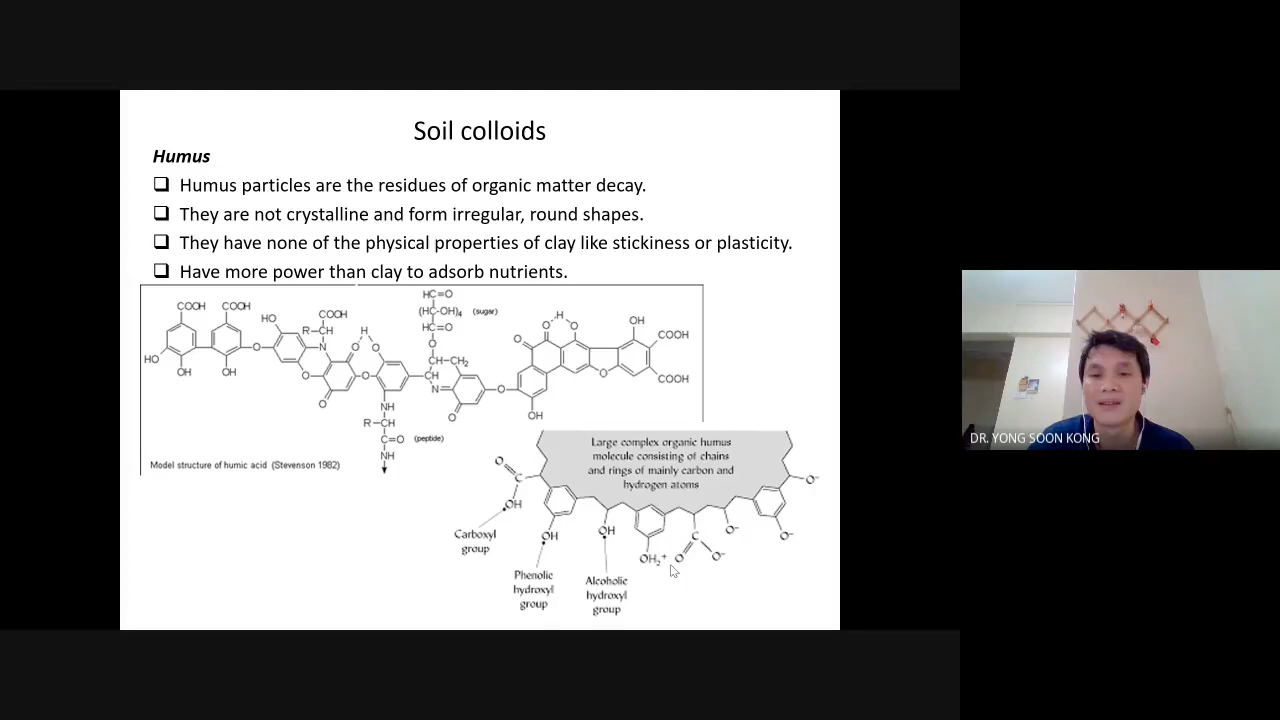 Soil colloids
Humus
❑ Humus particles are the residues of organic matter decay.
❑ They are not crystalline and form irregular, round shapes.
❑ They have none of the physical properties of clay like stickiness or plasticity.
❑ Have more power than clay to adsorb nutrients.
HC=O
(HC-OH)₄ (sugar)
HC=O
O
COOH
COOH
HO
COOH
R–CH
N
H
O
O
CH–CH₂
CH
N
O
O
H
O
OH
COOH
COOH
HO
OH
OH
O
O
O
O
O
O
O
O
OH
NH
R–CH
C=O (peptide)
NH
Model structure of humic acid (Stevenson 1982)
Large complex organic humus
molecule consisting of chains
and rings of mainly carbon and
hydrogen atoms
O
C
OH
OH
OH
OH₂⁺
O
C
O⁻
O⁻
O⁻
O⁻
Carboxyl
group
Phenolic
hydroxyl
group
Alcoholic
hydroxyl
group
DR. YONG SOON KONG